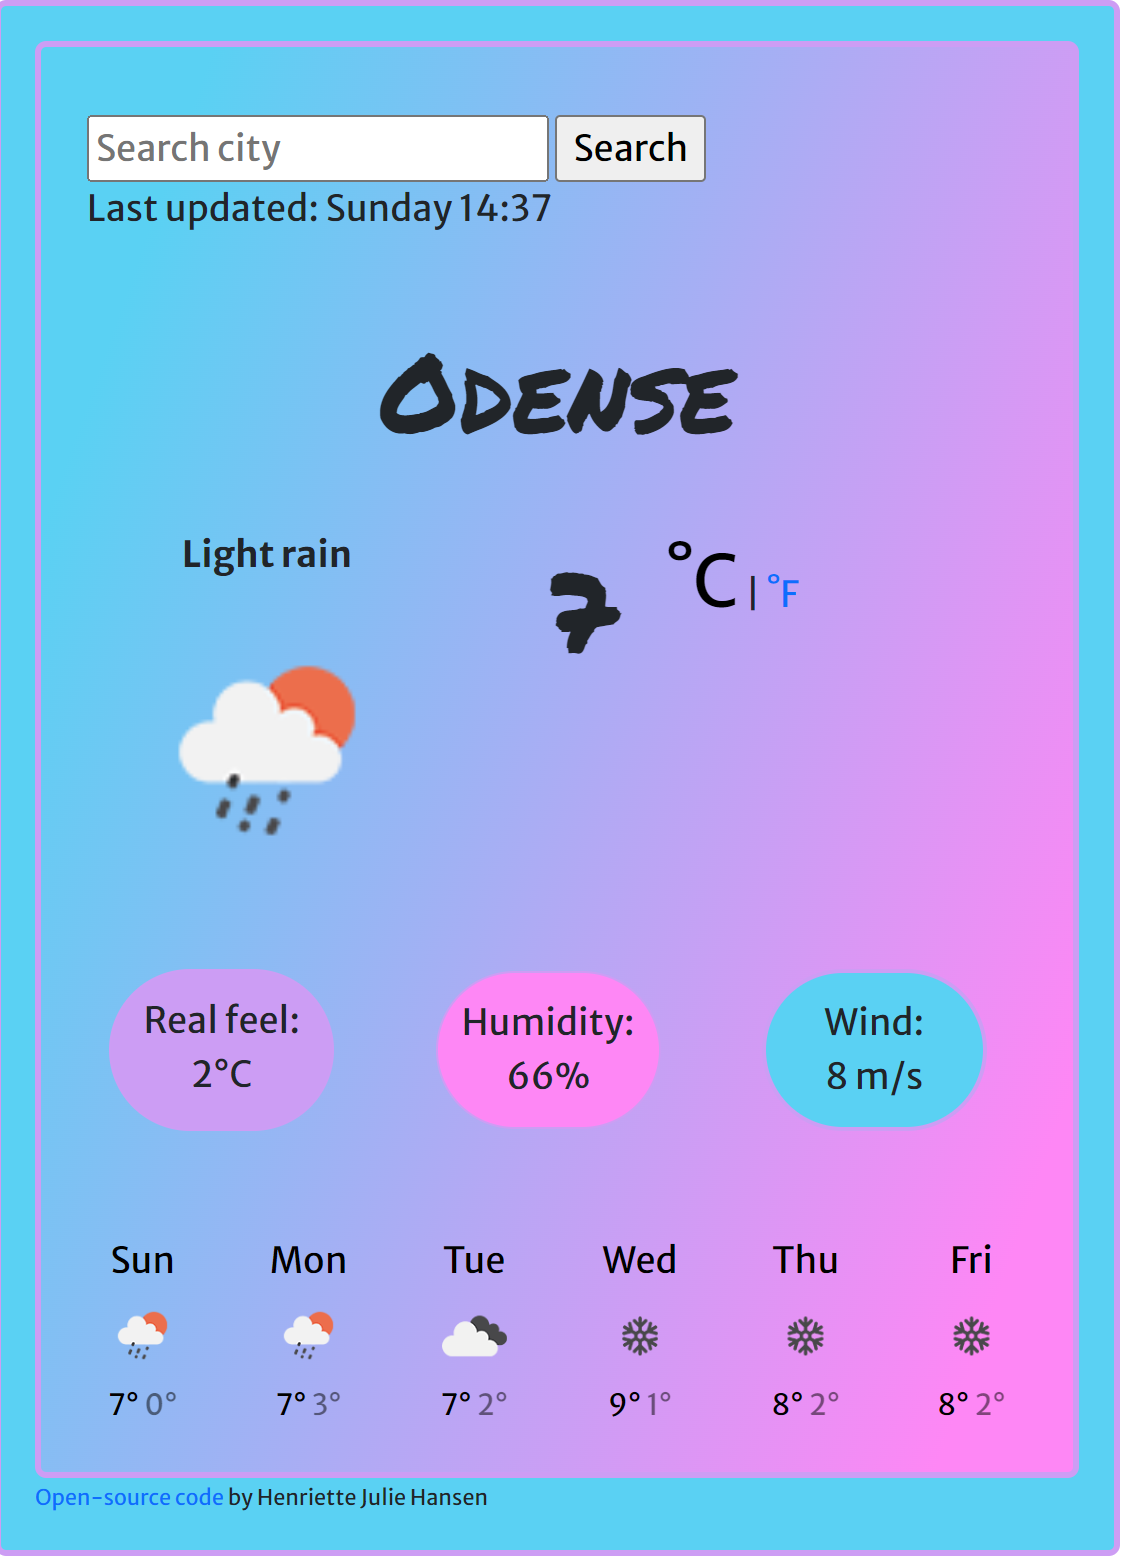 Search city Search
Last updated: Sunday 14:37
Odense
Light rain
7 °C | °F
Real feel: Humidity: Wind:
2°C 66% 8 m/s
Sun Mon Tue Wed Thu Fri
7° 0° 7° 3° 7° 2° 9° 1° 8° 2° 8° 2°
Open-source code by Henriette Julie Hansen